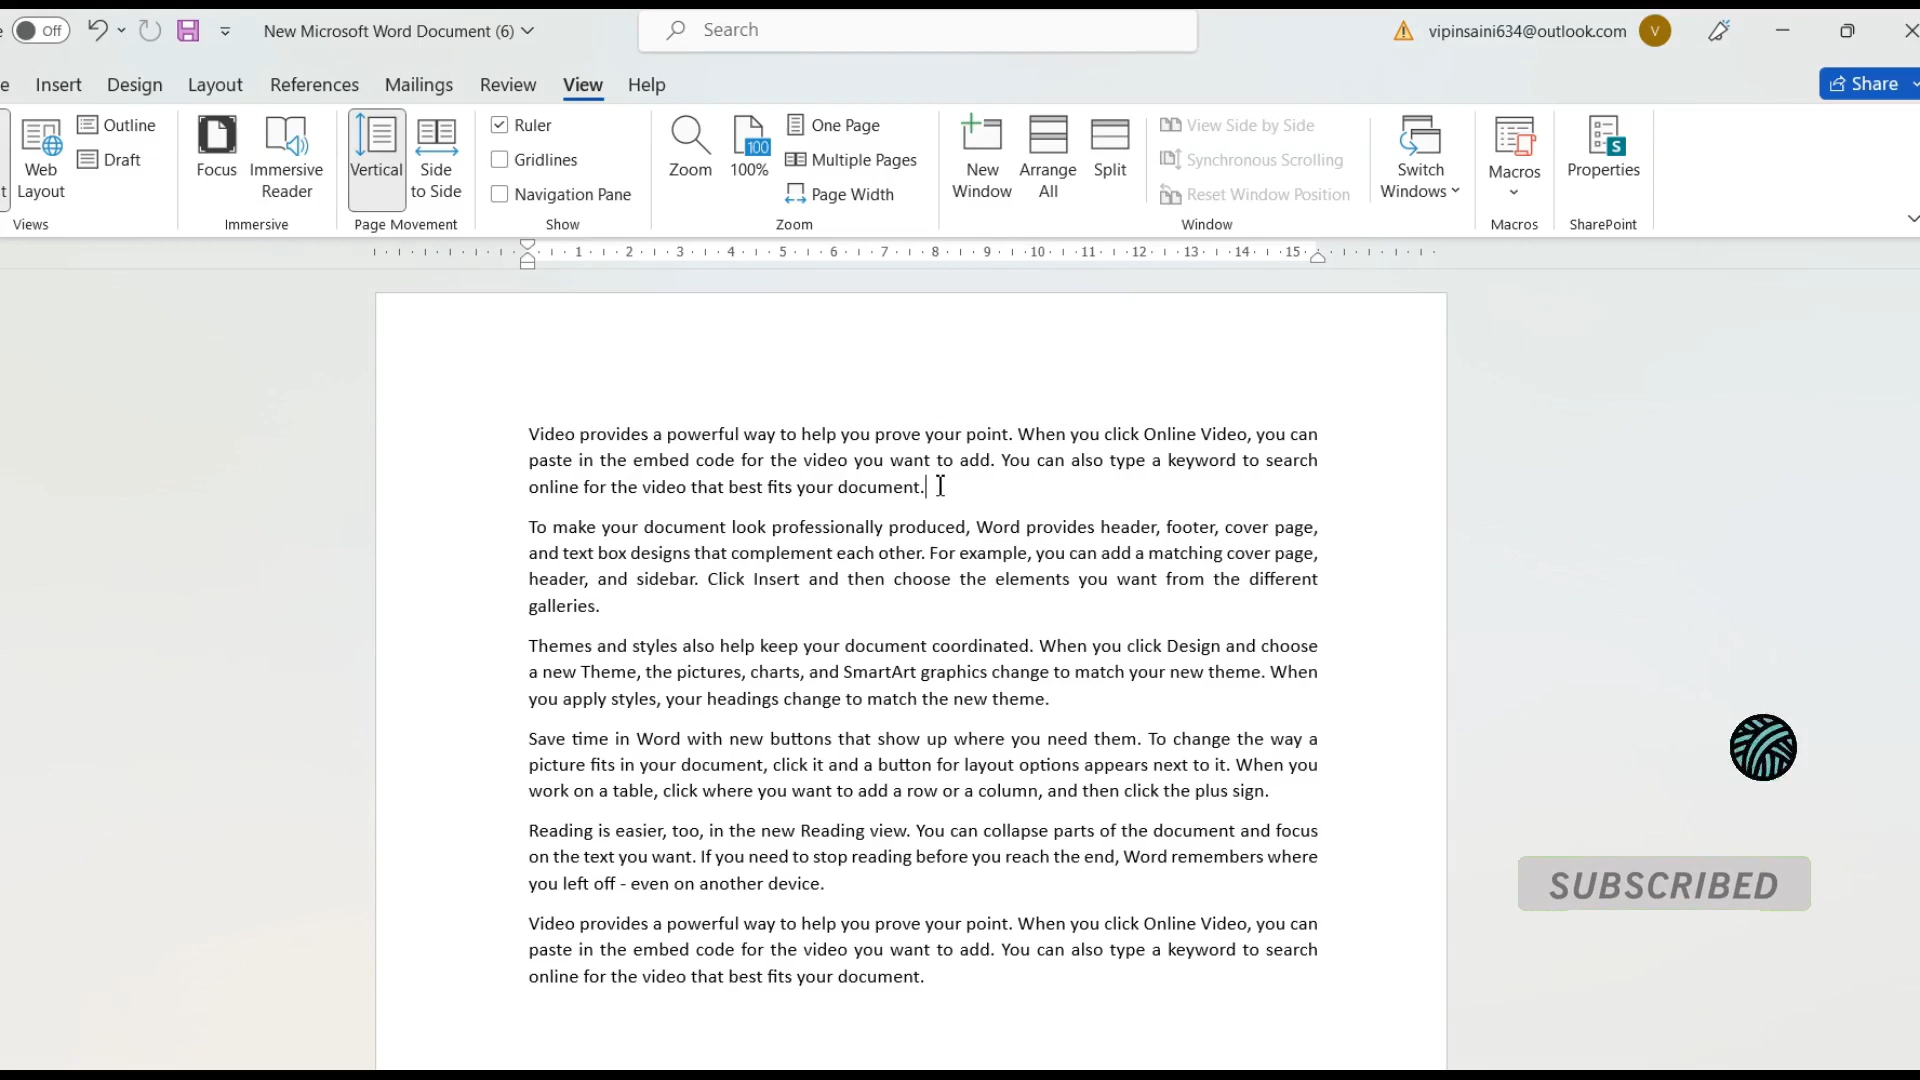 e Off New Microsoft Word Document (6) Search vipinsaini634@outlook.com V
e Insert Design Layout References Mailings Review View Help Share
Web Layout
t
Outline
Draft
Views
Focus
Immersive Reader
Immersive
Vertical
Side to Side
Page Movement
Ruler
Gridlines
Navigation Pane
Show
Zoom
100
100%
One Page
Multiple Pages
Page Width
Zoom
New Window
Arrange All
Split
View Side by Side
Synchronous Scrolling
Reset Window Position
Switch Windows
Window
Macros
Macros
S
Properties
SharePoint
1 2 3 4 5 6 7 8 9 10 11 12 13 14 15
Video provides a powerful way to help you prove your point. When you click Online Video, you can
paste in the embed code for the video you want to add. You can also type a keyword to search
online for the video that best fits your document.
To make your document look professionally produced, Word provides header, footer, cover page,
and text box designs that complement each other. For example, you can add a matching cover page,
header, and sidebar. Click Insert and then choose the elements you want from the different
galleries.
Themes and styles also help keep your document coordinated. When you click Design and choose
a new Theme, the pictures, charts, and SmartArt graphics change to match your new theme. When
you apply styles, your headings change to match the new theme.
Save time in Word with new buttons that show up where you need them. To change the way a
picture fits in your document, click it and a button for layout options appears next to it. When you
work on a table, click where you want to add a row or a column, and then click the plus sign.
Reading is easier, too, in the new Reading view. You can collapse parts of the document and focus
on the text you want. If you need to stop reading before you reach the end, Word remembers where
you left off - even on another device.
SUBSCRIBED
Video provides a powerful way to help you prove your point. When you click Online Video, you can
paste in the embed code for the video you want to add. You can also type a keyword to search
online for the video that best fits your document.